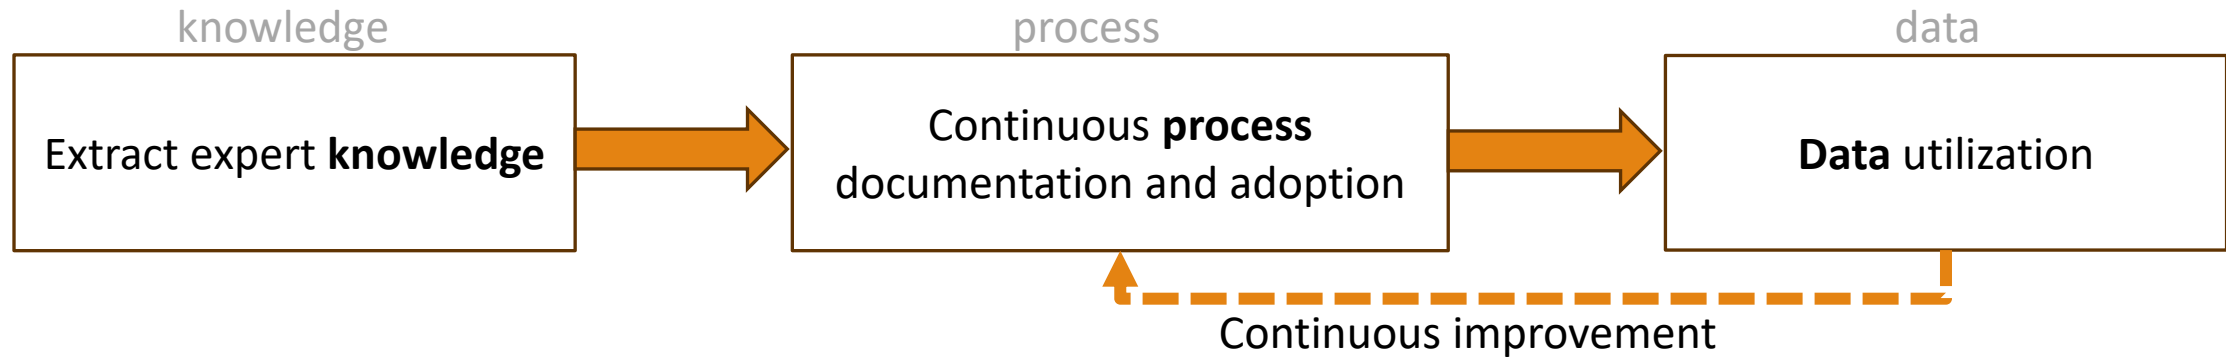 knowledge
process
data
Extract expert knowledge
Continuous process
documentation and adoption
Data utilization
Continuous improvement